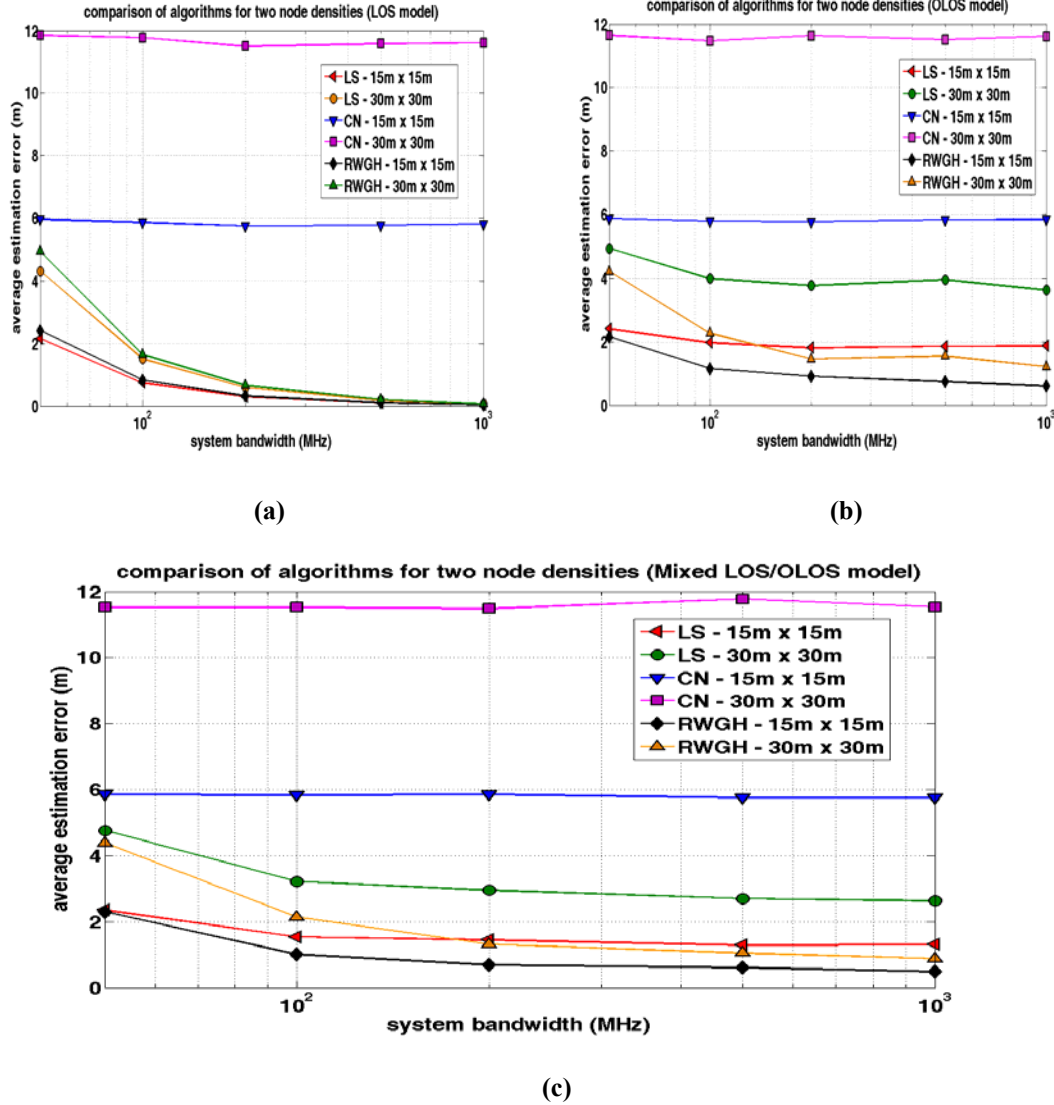 comparison of algorithms for two node densities (LOS model)
12
10
8
6
4
2
0
average estimation error (m)
LS - 15m x 15m
LS - 30m x 30m
CN - 15m x 15m
CN - 30m x 30m
RWGH - 15m x 15m
RWGH - 30m x 30m
10²
10³
system bandwidth (MHz)
(a)
comparison of algorithms for two node densities (OLOS model)
12
10
8
6
4
2
0
average estimation error (m)
LS - 15m x 15m
LS - 30m x 30m
CN - 15m x 15m
CN - 30m x 30m
RWGH - 15m x 15m
RWGH - 30m x 30m
10²
10³
system bandwidth (MHz)
(b)
comparison of algorithms for two node densities (Mixed LOS/OLOS model)
12
10
8
6
4
2
0
average estimation error (m)
LS - 15m x 15m
LS - 30m x 30m
CN - 15m x 15m
CN - 30m x 30m
RWGH - 15m x 15m
RWGH - 30m x 30m
10²
10³
system bandwidth (MHz)
(c)